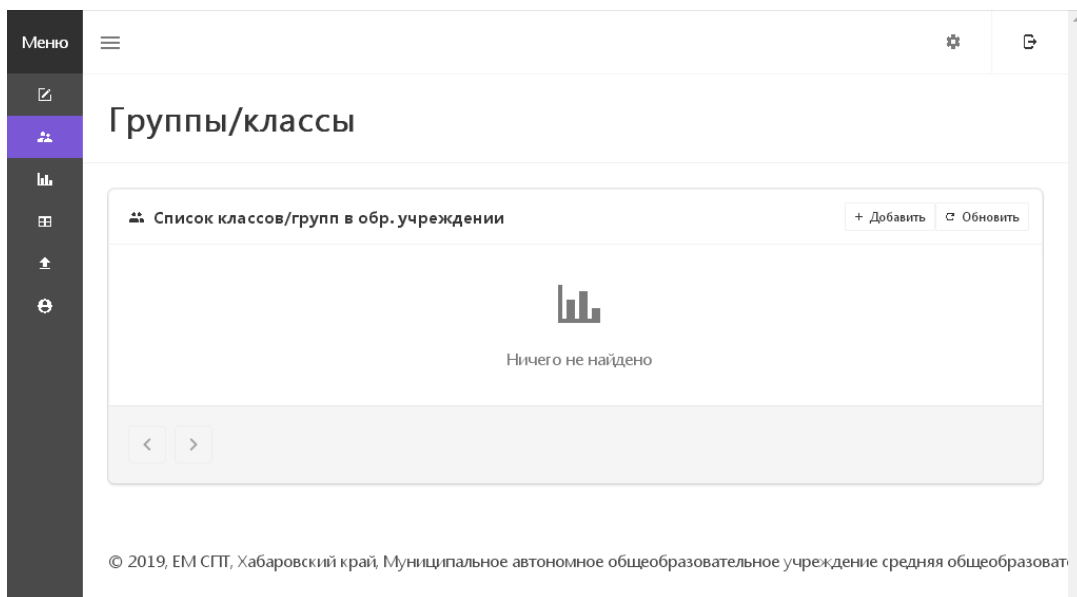 Меню
Группы/классы
Список классов/групп в обр. учреждении
+ Добавить
Обновить
Ничего не найдено
© 2019, ЕМ СПТ, Хабаровский край, Муниципальное автономное общеобразовательное учреждение средняя общеобразоват